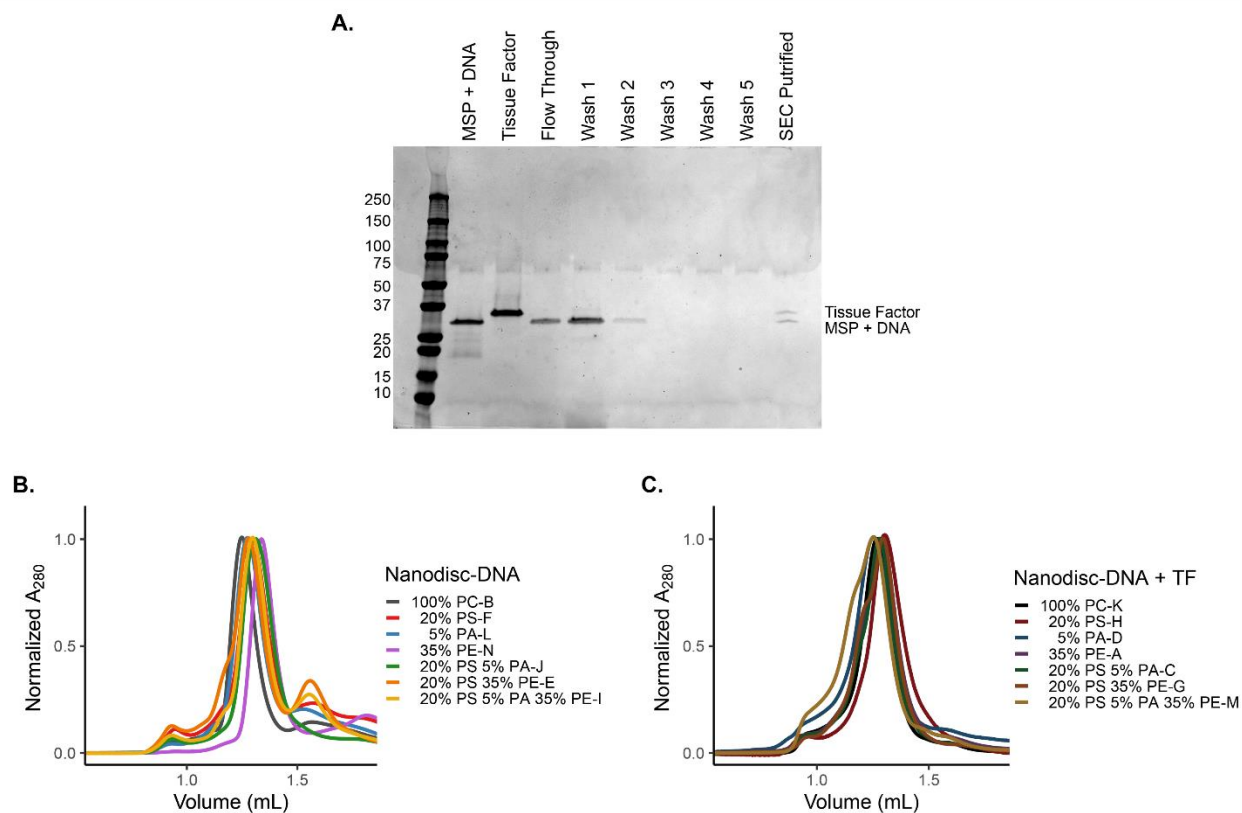 A.
MSP + DNA
Tissue Factor
Flow Through
Wash 1
Wash 2
Wash 3
Wash 4
Wash 5
SEC Putrified
250
150
100
75
50
37
25
20
15
10
Tissue Factor
MSP + DNA
B.
Normalized A280
1.0
0.5
0.0
1.0
1.5
Volume (mL)
Nanodisc-DNA
100% PC-B
20% PS-F
5% PA-L
35% PE-N
20% PS 5% PA-J
20% PS 35% PE-E
20% PS 5% PA 35% PE-I
C.
Normalized A280
1.0
0.5
0.0
1.0
1.5
Volume (mL)
Nanodisc-DNA + TF
100% PC-K
20% PS-H
5% PA-D
35% PE-A
20% PS 5% PA-C
20% PS 35% PE-G
20% PS 5% PA 35% PE-M